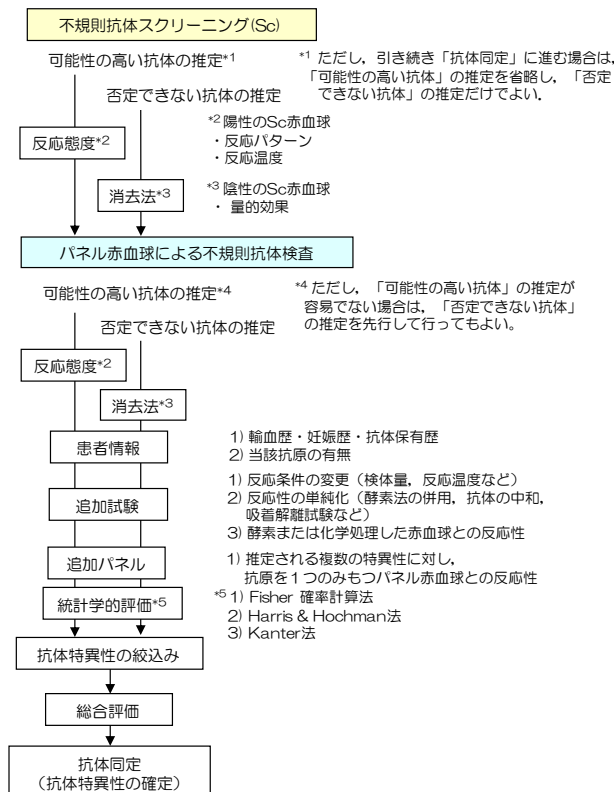 不規則抗体スクリーニング(Sc)
可能性の高い抗体の推定*1
*1 ただし，引き続き「抗体同定」に進む場合は，
「可能性の高い抗体」の推定を省略し，「否定
できない抗体」の推定だけでよい．
否定できない抗体の推定
反応態度*2
*2 陽性のSc赤血球
・反応パターン
・反応温度
消去法*3
*3 陰性のSc赤血球
・ 量的効果
パネル赤血球による不規則抗体検査
可能性の高い抗体の推定*4
*4 ただし，「可能性の高い抗体」の推定が
容易でない場合は，「否定できない抗体」
の推定を先行して行ってもよい。
否定できない抗体の推定
反応態度*2
消去法*3
患者情報
1) 輸血歴・妊娠歴・抗体保有歴
2) 当該抗原の有無
追加試験
1) 反応条件の変更（検体量，反応温度など）
2) 反応性の単純化（酵素法の併用，抗体の中和，
吸着解離試験など）
3) 酵素または化学処理した赤血球との反応性
追加パネル
1) 推定される複数の特異性に対し，
抗原を１つのみもつパネル赤血球との反応性
統計学的評価*5
*5 1) Fisher 確率計算法
2) Harris & Hochman法
3) Kanter法
抗体特異性の絞込み
総合評価
抗体同定
（抗体特異性の確定）